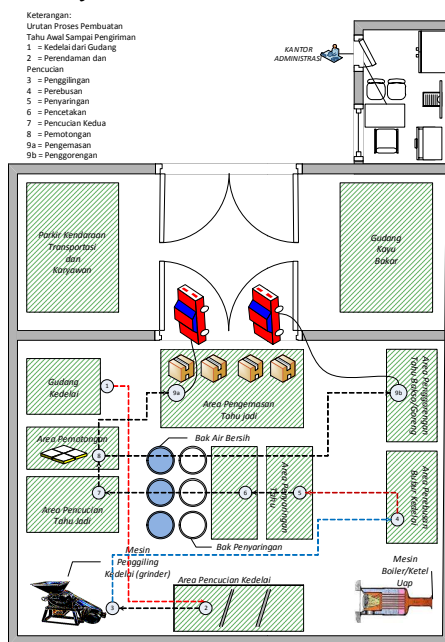 Keterangan:
Urutan Proses Pembuatan
Tahu Awal Sampai Pengiriman
1 = Kedelai dari Gudang
2 = Perendaman dan
Pencucian
3 = Penggilingan
4 = Perebusan
5 = Penyaringan
6 = Pencetakan
7 = Pencucian Kedua
8 = Pemotongan
9a = Pengemasan
9b = Penggorengan
KANTOR
ADMINISTRASI
Parkir Kendaraan
Transportasi
dan
Karyawan
Gudang
Kayu
Bakar
Gudang
Kedelai
1
9a
Area Pengemasan
Tahu jadi
9b
Area Penggorengan
Tahu Bakso/Goreng
Area Pemotongan
8
Bak Air Bersih
Area Pencucian
Tahu Jadi
7
6
Area Penyaringan
Tahu
5
Area Perebusan
Bubur Kedelai
4
Bak Penyaringan
Mesin
Penggiling
Kedelai (grinder)
3
Area Pencucian Kedelai
2
Mesin
Boiler/Ketel
Uap